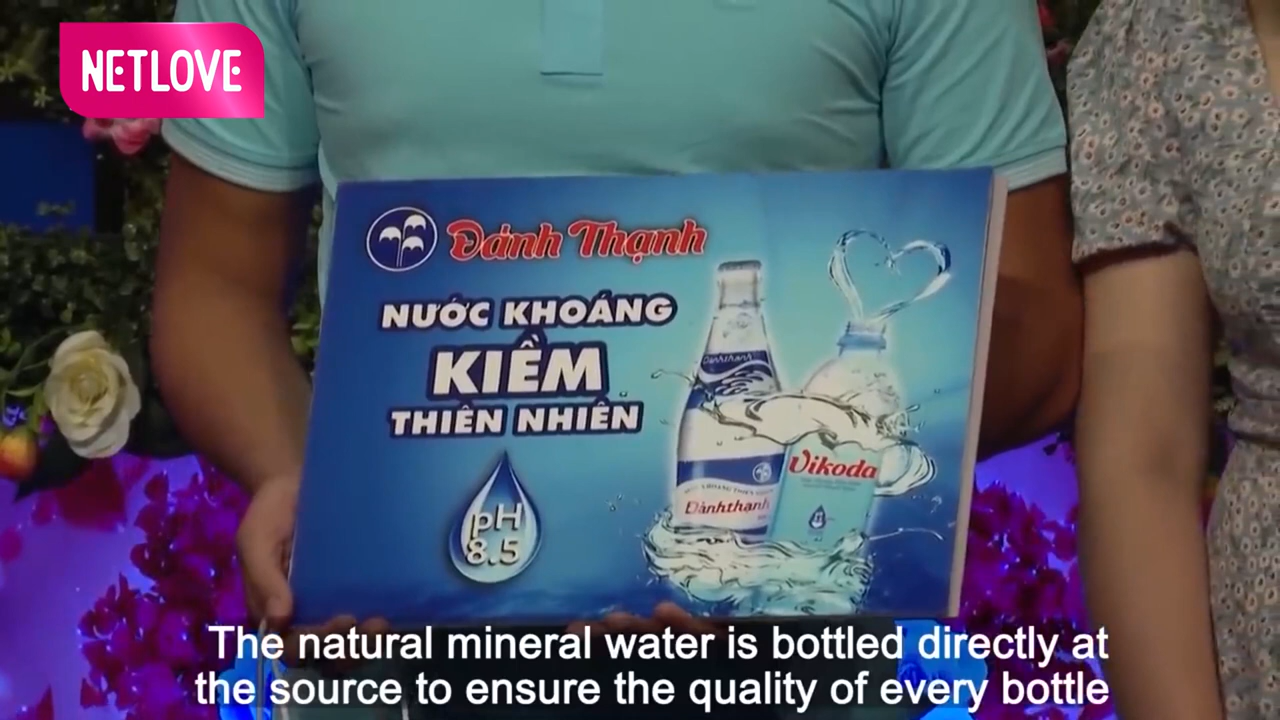 NETLOVE
Đảnh Thạnh
NƯỚC KHOÁNG
KIỀM
THIÊN NHIÊN
pH
8.5
Đảnhthạnh
Vikoda
Đảnhthạnh
The natural mineral water is bottled directly at
the source to ensure the quality of every bottle